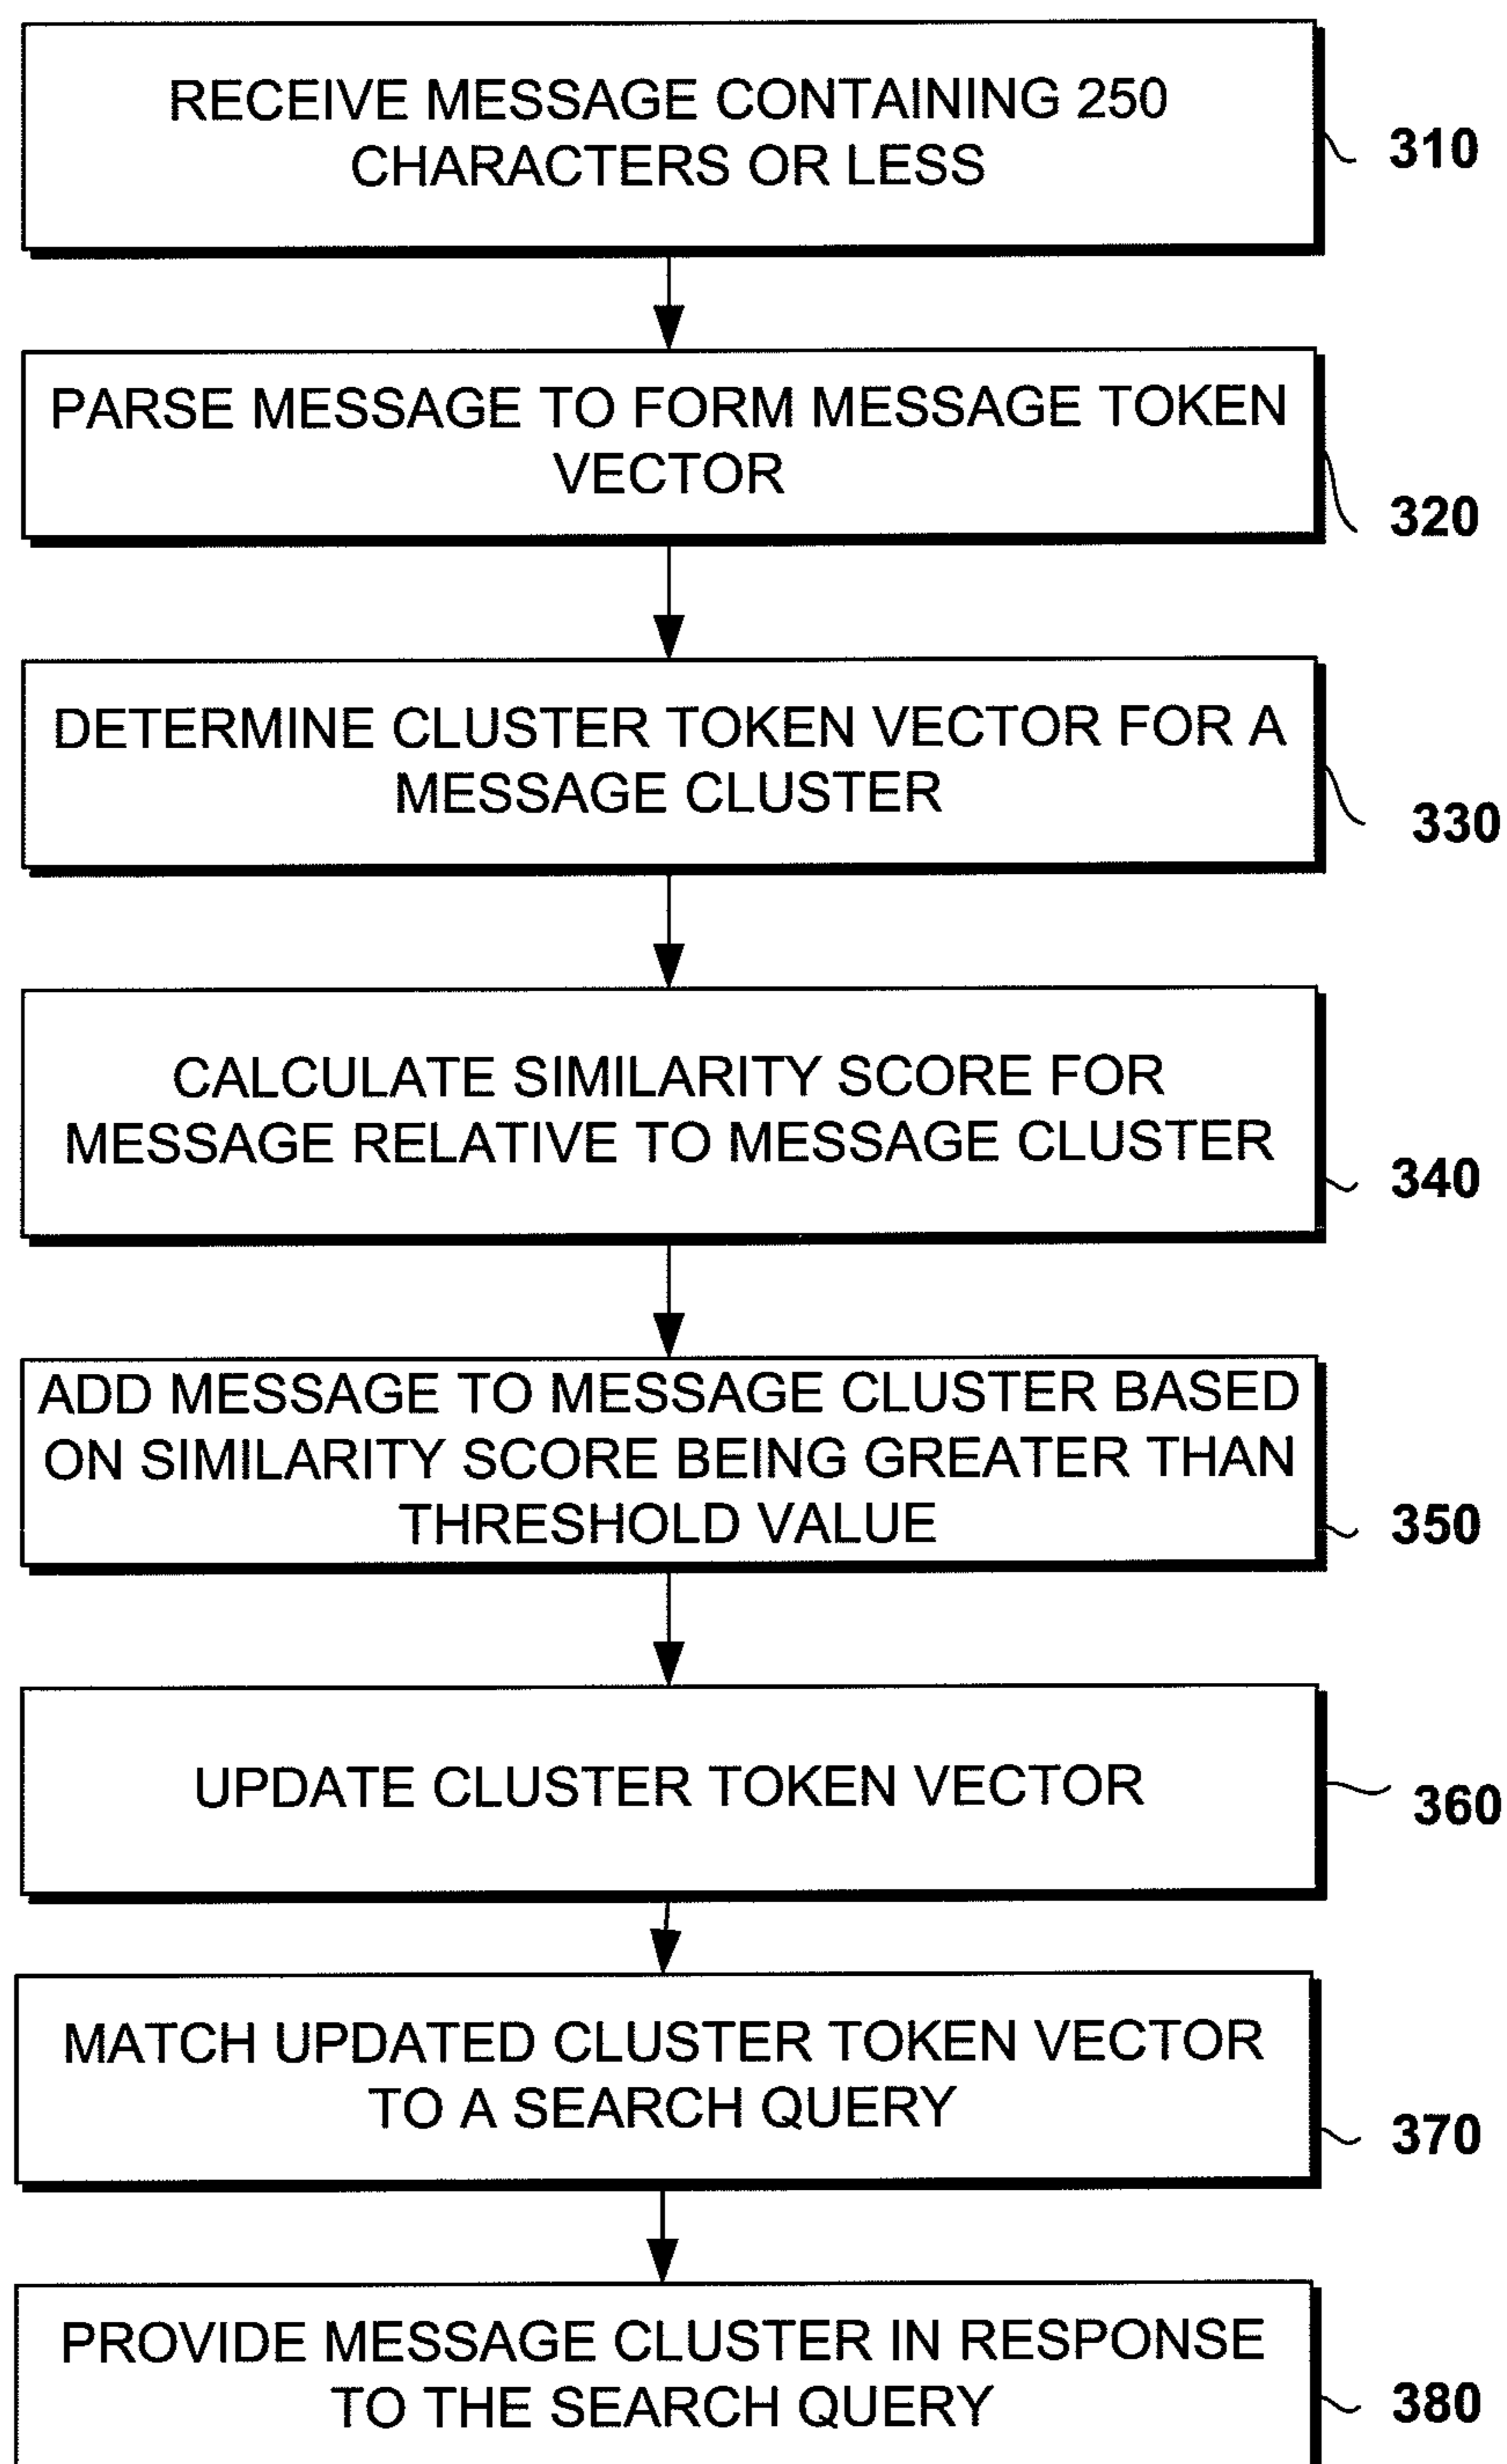 RECEIVE MESSAGE CONTAINING 250
CHARACTERS OR LESS
310
PARSE MESSAGE TO FORM MESSAGE TOKEN
VECTOR
320
DETERMINE CLUSTER TOKEN VECTOR FOR A
MESSAGE CLUSTER
330
CALCULATE SIMILARITY SCORE FOR
MESSAGE RELATIVE TO MESSAGE CLUSTER
340
ADD MESSAGE TO MESSAGE CLUSTER BASED
ON SIMILARITY SCORE BEING GREATER THAN
THRESHOLD VALUE
350
UPDATE CLUSTER TOKEN VECTOR
360
MATCH UPDATED CLUSTER TOKEN VECTOR
TO A SEARCH QUERY
370
PROVIDE MESSAGE CLUSTER IN RESPONSE
TO THE SEARCH QUERY
380